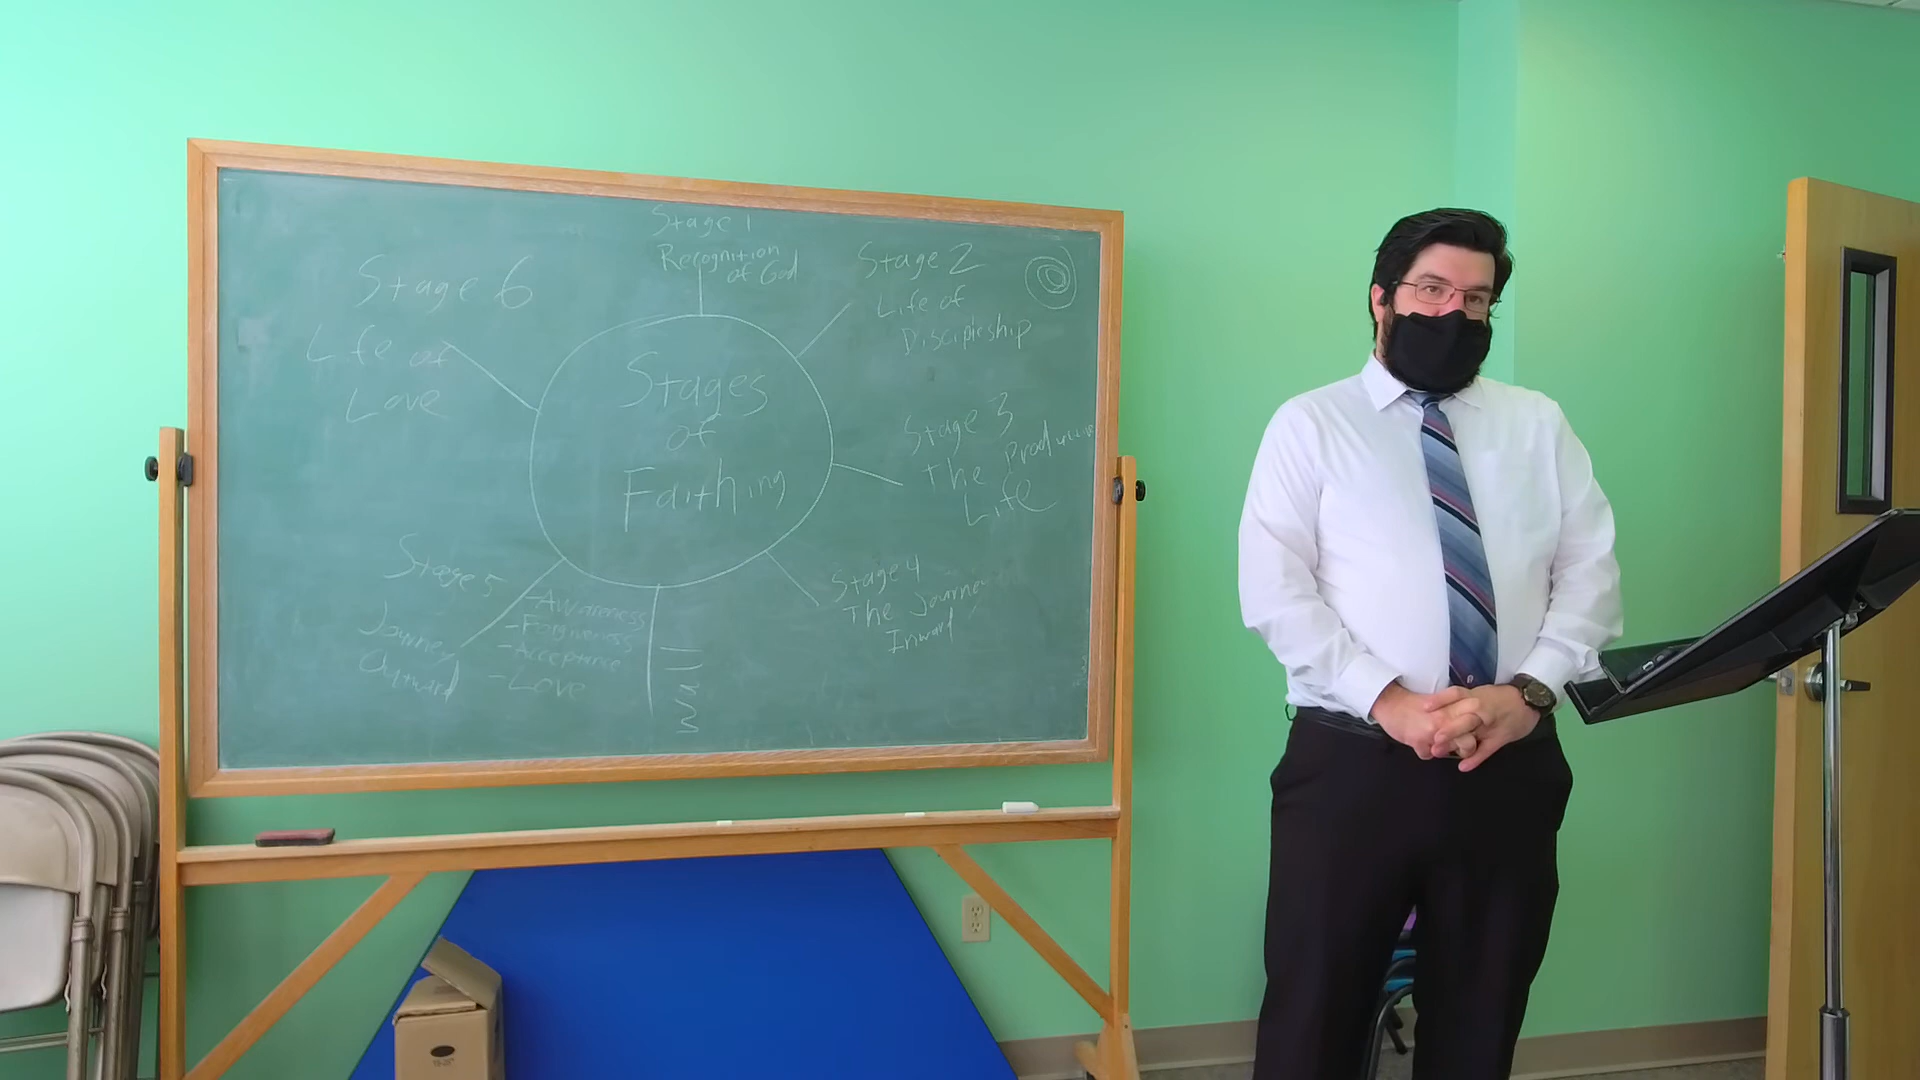 Stages
of
Faithing
Stage 1
Recognition
of God
Stage 2
Life of
Discipleship
Stage 3
The
Life
Stage 4
The
Inward
Stage 5
Journey
Outward
- Awareness
- Forgiveness
- Acceptance
- Love
Stage 6
Life of
Love